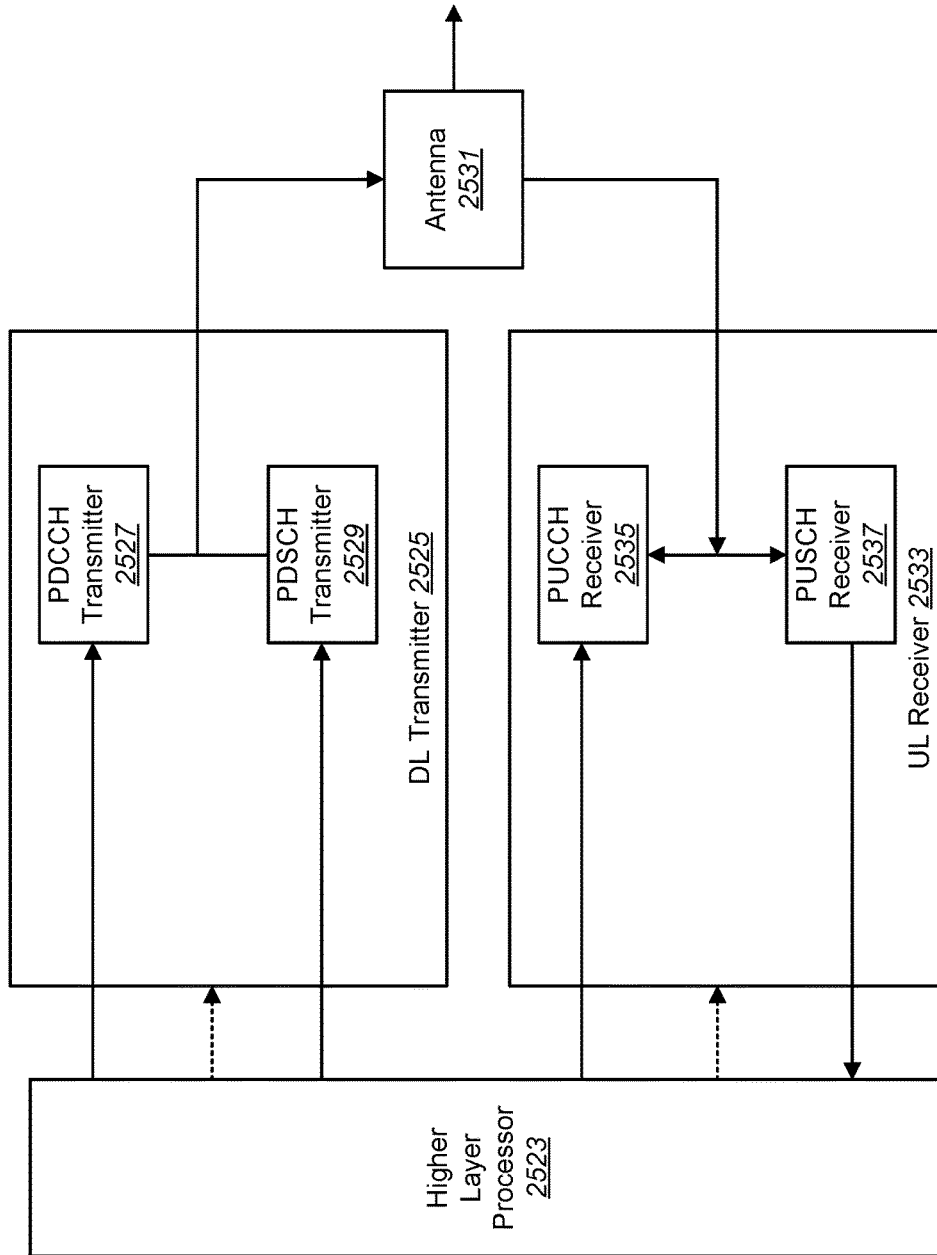 Higher
Layer
Processor
2523
DL Transmitter 2525
PDCCH
Transmitter
2527
PDSCH
Transmitter
2529
Antenna
2531
UL Receiver 2533
PUCCH
Receiver
2535
PUSCH
Receiver
2537